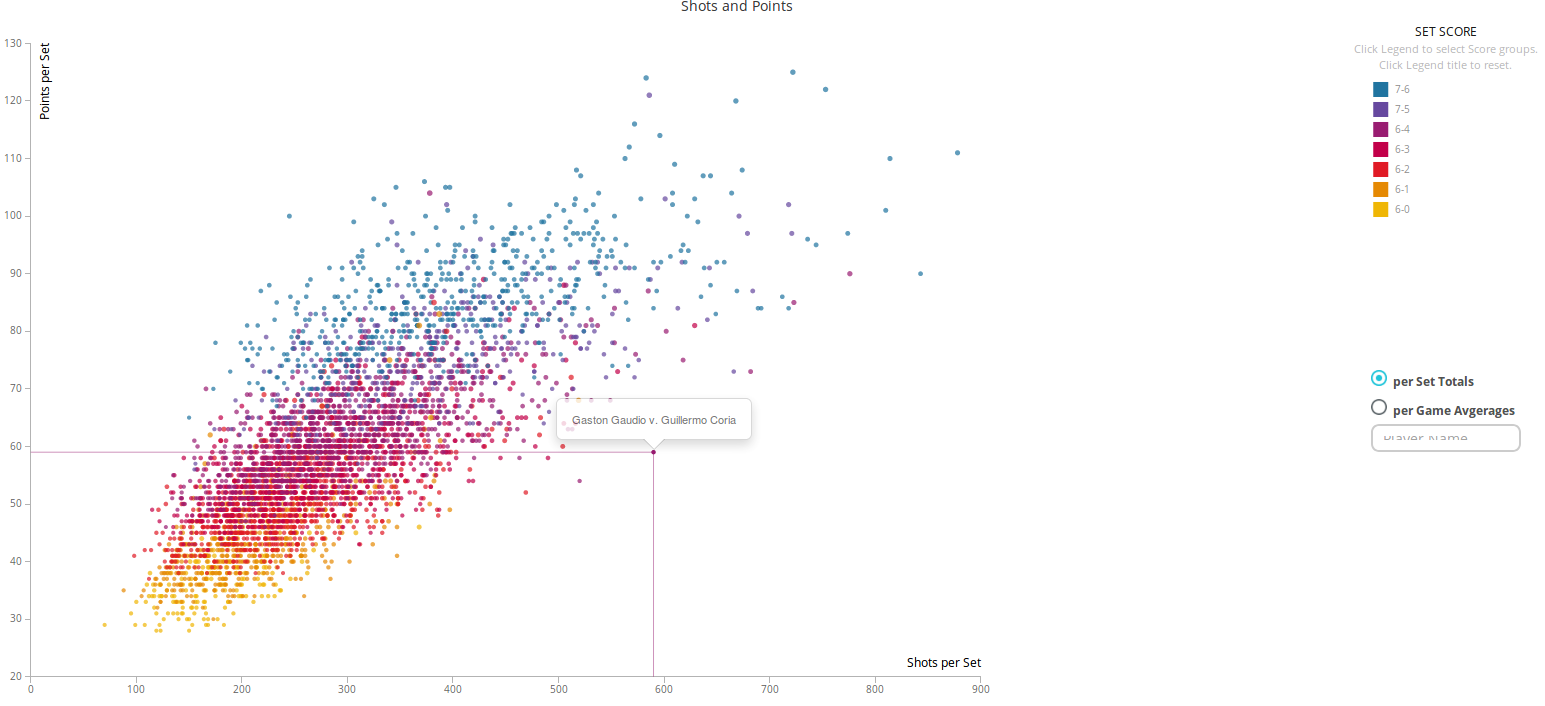 Shots and Points
Points per Set
130
120
110
100
90
80
70
60
50
40
30
20
0
100
200
300
400
500
600
700
800
900
Shots per Set
Gaston Gaudio v. Guillermo Coria
SET SCORE
Click Legend to select Score groups.
Click Legend title to reset.
7-6
7-5
6-4
6-3
6-2
6-1
6-0
per Set Totals
per Game Avgerages
Player Name